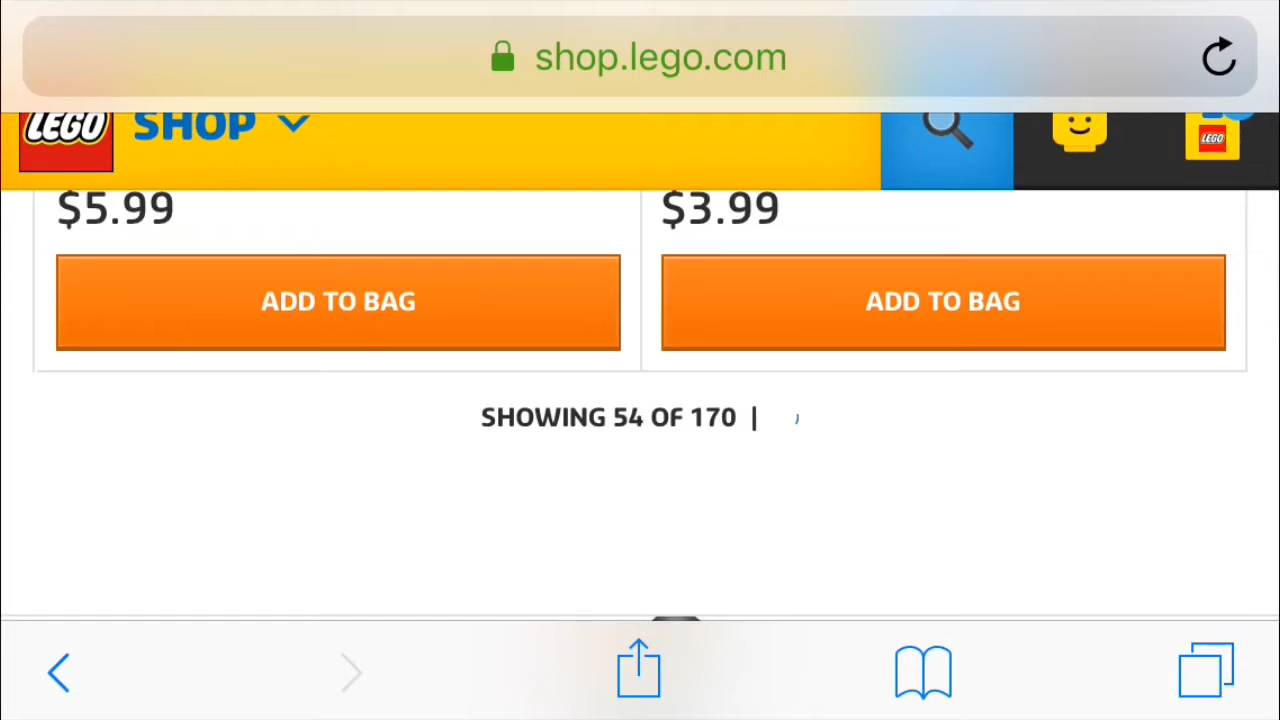 shop.lego.com
LEGO SHOP
LEGO
$5.99 $3.99
ADD TO BAG ADD TO BAG
SHOWING 54 OF 170 |